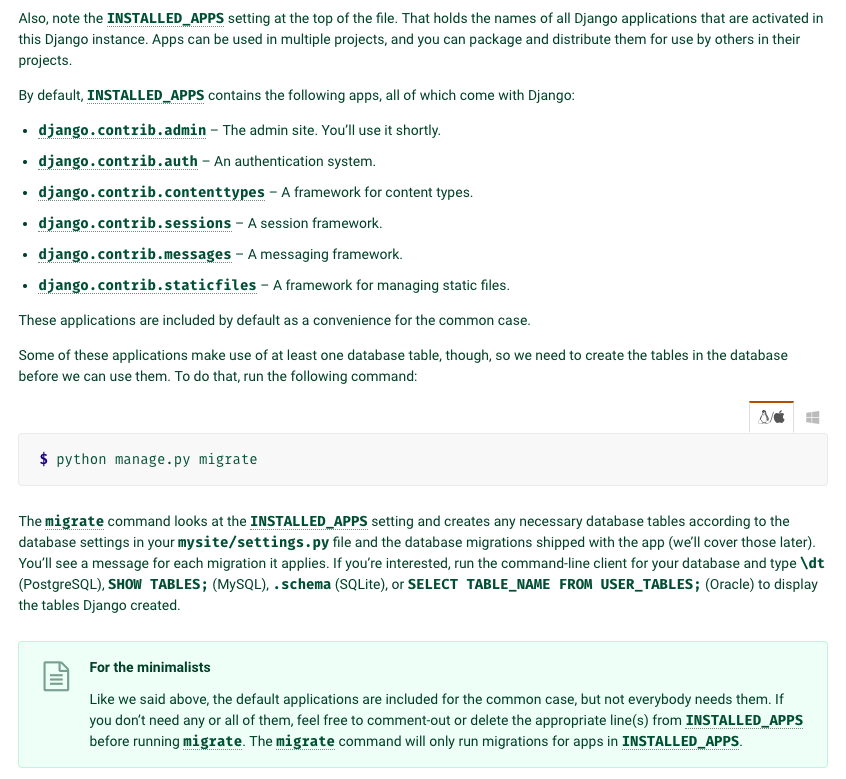 Also, note the INSTALLED_APPS setting at the top of the file. That holds the names of all Django applications that are activated in
this Django instance. Apps can be used in multiple projects, and you can package and distribute them for use by others in their
projects.
By default, INSTALLED_APPS contains the following apps, all of which come with Django:
• django.contrib.admin – The admin site. You’ll use it shortly.
• django.contrib.auth – An authentication system.
• django.contrib.contenttypes – A framework for content types.
• django.contrib.sessions – A session framework.
• django.contrib.messages – A messaging framework.
• django.contrib.staticfiles – A framework for managing static files.
These applications are included by default as a convenience for the common case.
Some of these applications make use of at least one database table, though, so we need to create the tables in the database
before we can use them. To do that, run the following command:
/
$ python manage.py migrate
The migrate command looks at the INSTALLED_APPS setting and creates any necessary database tables according to the
database settings in your mysite/settings.py file and the database migrations shipped with the app (we’ll cover those later).
You’ll see a message for each migration it applies. If you’re interested, run the command-line client for your database and type \dt
(PostgreSQL), SHOW TABLES; (MySQL), .schema (SQLite), or SELECT TABLE_NAME FROM USER_TABLES; (Oracle) to display
the tables Django created.
For the minimalists
Like we said above, the default applications are included for the common case, but not everybody needs them. If
you don’t need any or all of them, feel free to comment-out or delete the appropriate line(s) from INSTALLED_APPS
before running migrate. The migrate command will only run migrations for apps in INSTALLED_APPS.